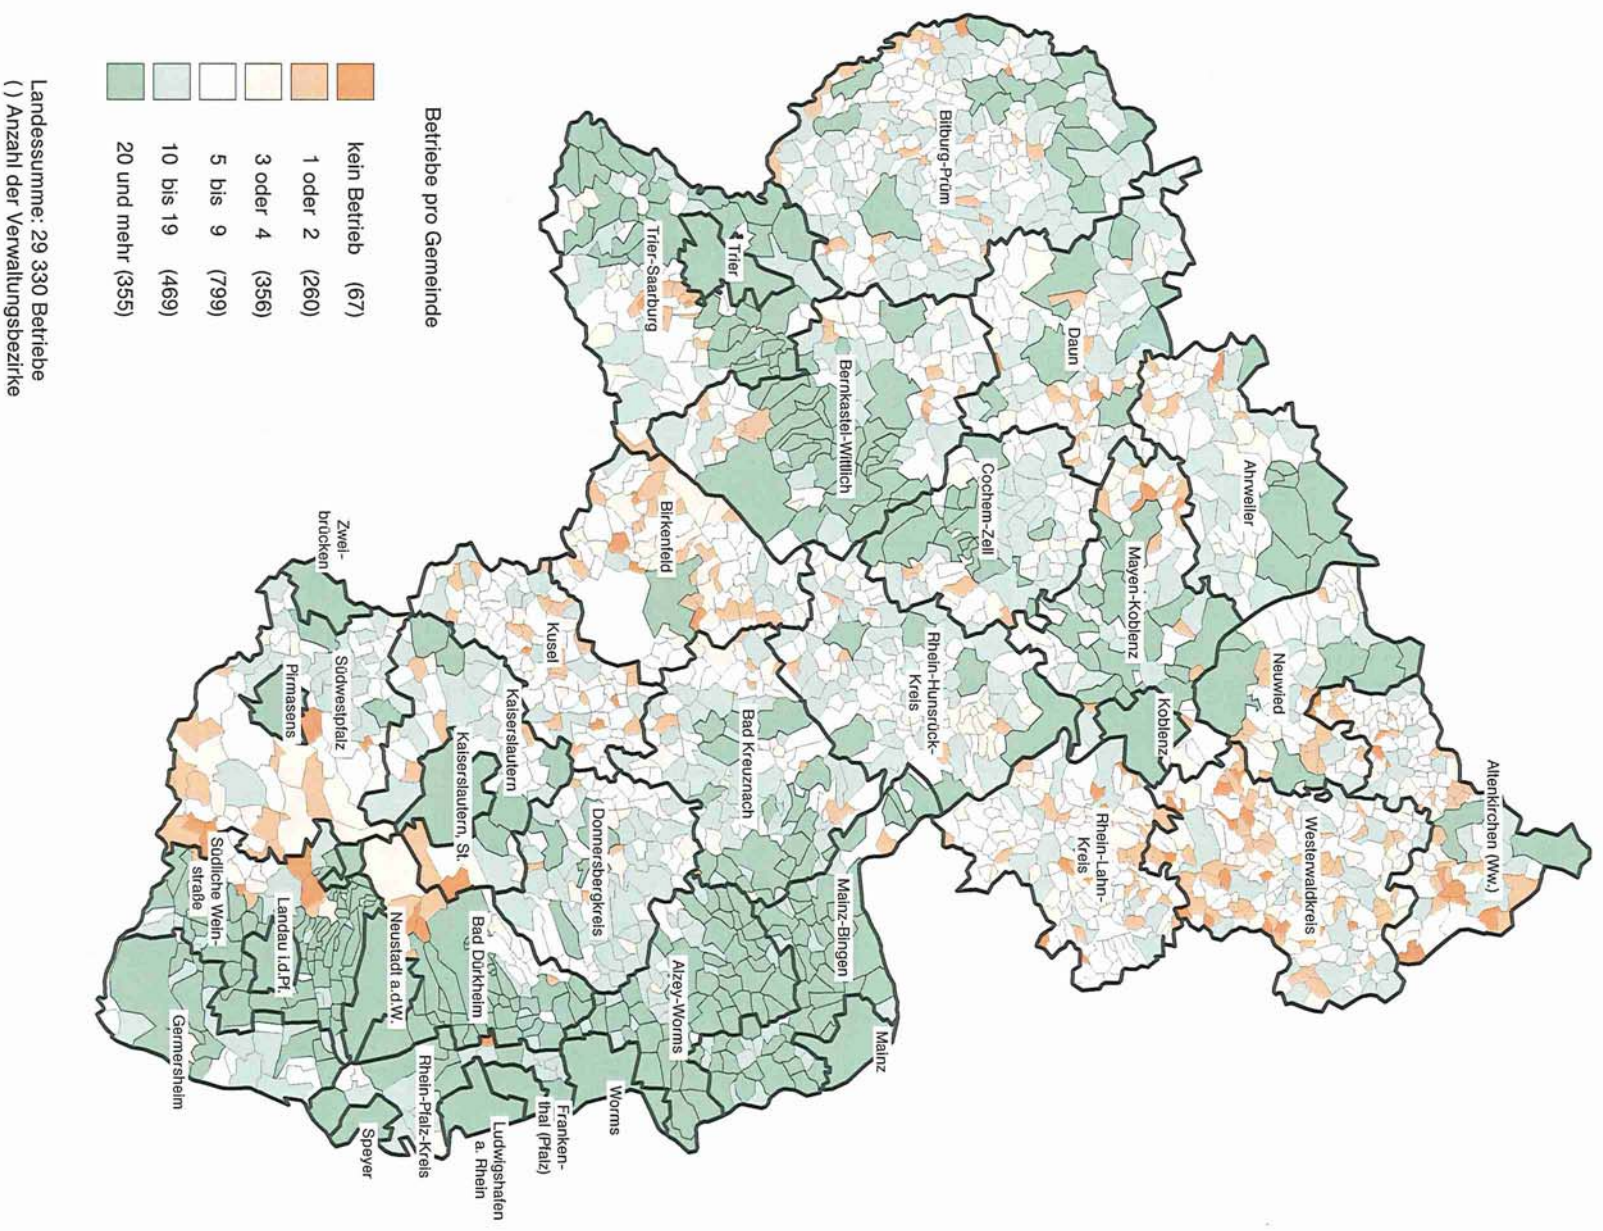 Altenkirchen (Ww.)
Neuwied
Westerwaldkreis
Ahrweiler
Koblenz
Mayen-Koblenz
Rhein-Lahn-
Kreis
Daun
Cochem-Zell
Rhein-Hunsrück-
Kreis
Bitburg-Prüm
Bernkastel-Wittlich
Mainz-Bingen
Mainz
Bad Kreuznach
Trier
Trier-Saarburg
Birkenfeld
Alzey-Worms
Worms
Donnersbergkreis
Kusel
Kaiserslautern
Kaiserslautern, St.
Franken-
thal (Pfalz)
Ludwigshafen
a. Rhein
Bad Dürkheim
Rhein-Pfalz-Kreis
Neustadt a.d.W.
Speyer
Zwei-
brücken
Südwestpfalz
Pirmasens
Landau i.d.Pf.
Südliche Wein-
straße
Germersheim
Betriebe pro Gemeinde
kein Betrieb (67)
1 oder 2 (260)
3 oder 4 (356)
5 bis 9 (799)
10 bis 19 (469)
20 und mehr (355)
Landessumme: 29 330 Betriebe
( ) Anzahl der Verwaltungsbezirke